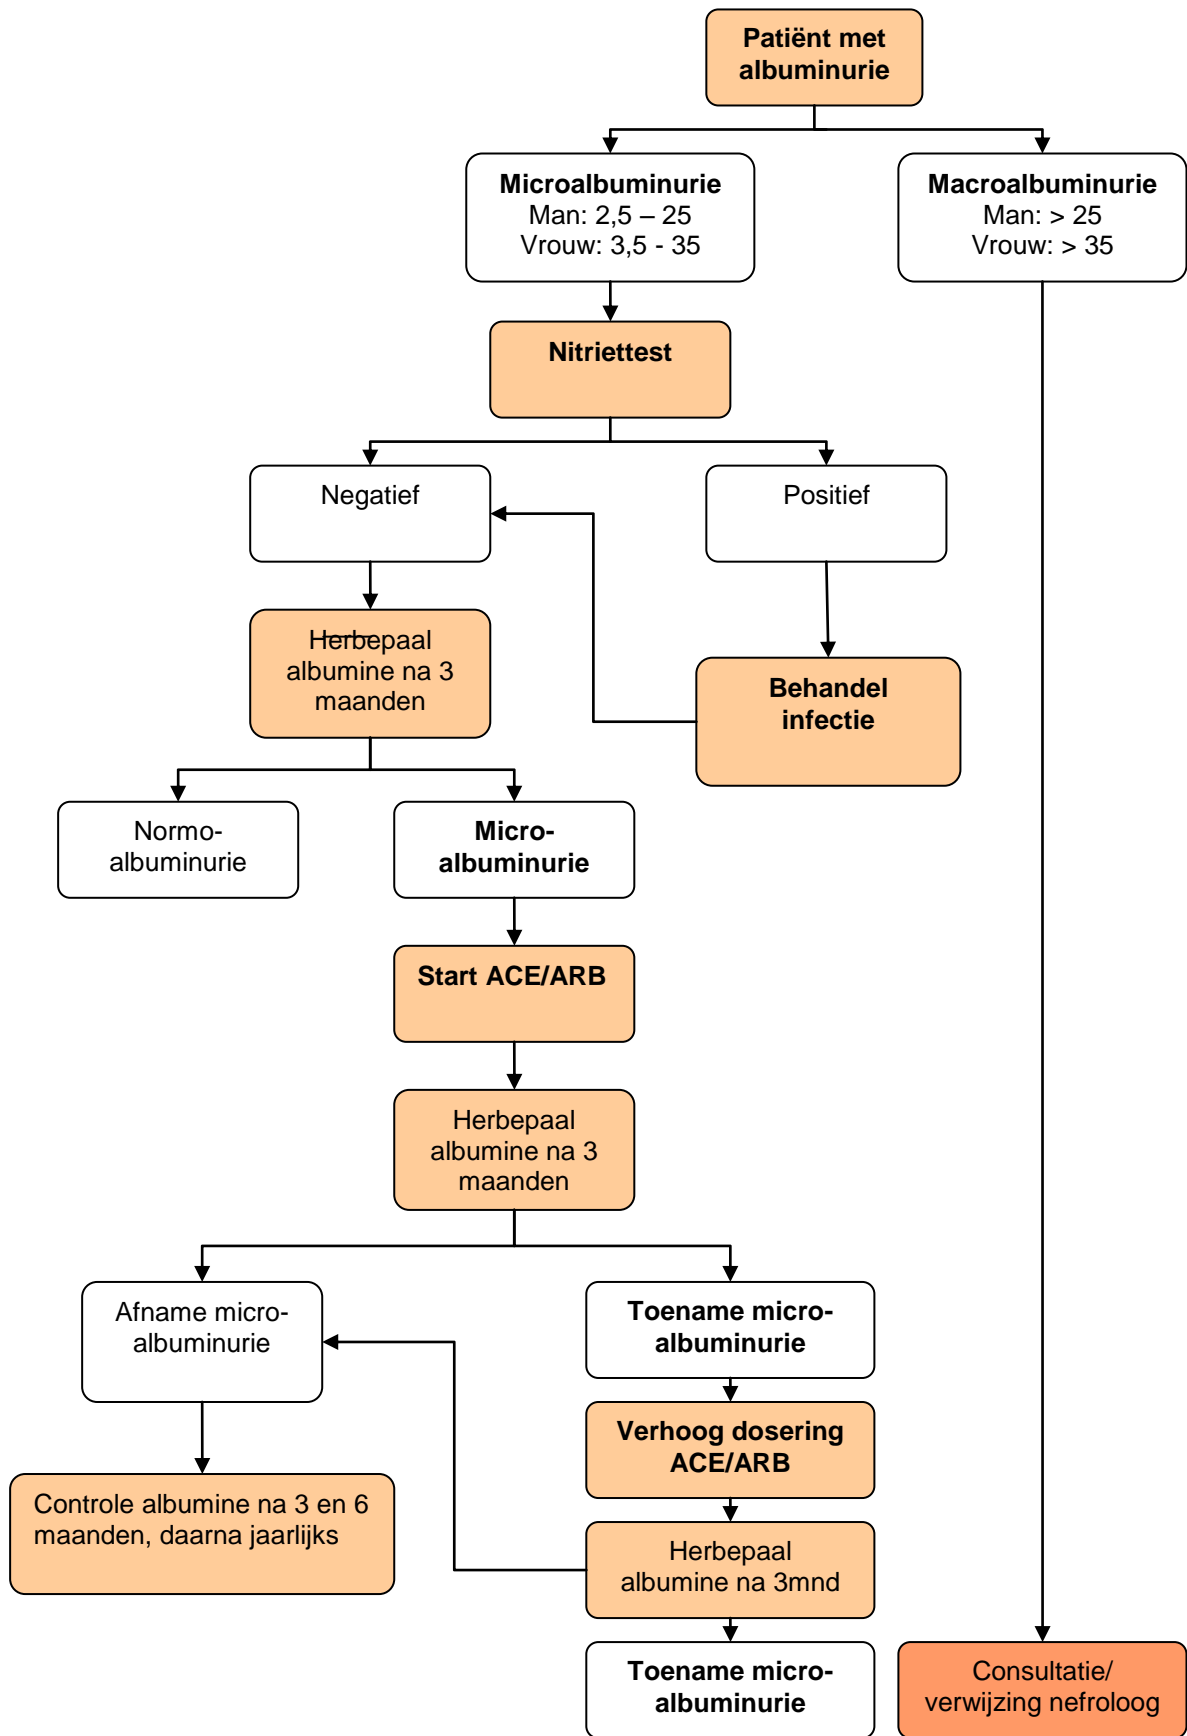 Patiënt met
albuminurie
Microalbuminurie
Man: 2,5 – 25
Vrouw: 3,5 - 35
Macroalbuminurie
Man: > 25
Vrouw: > 35
Nitriettest
Negatief
Positief
Herbepaal
albumine na 3
maanden
Behandel
infectie
Normo-
albuminurie
Micro-
albuminurie
Start ACE/ARB
Herbepaal
albumine na 3
maanden
Afname micro-
albuminurie
Toename micro-
albuminurie
Verhoog dosering
ACE/ARB
Controle albumine na 3 en 6
maanden, daarna jaarlijks
Herbepaal
albumine na 3mnd
Toename micro-
albuminurie
Consultatie/
verwijzing nefroloog